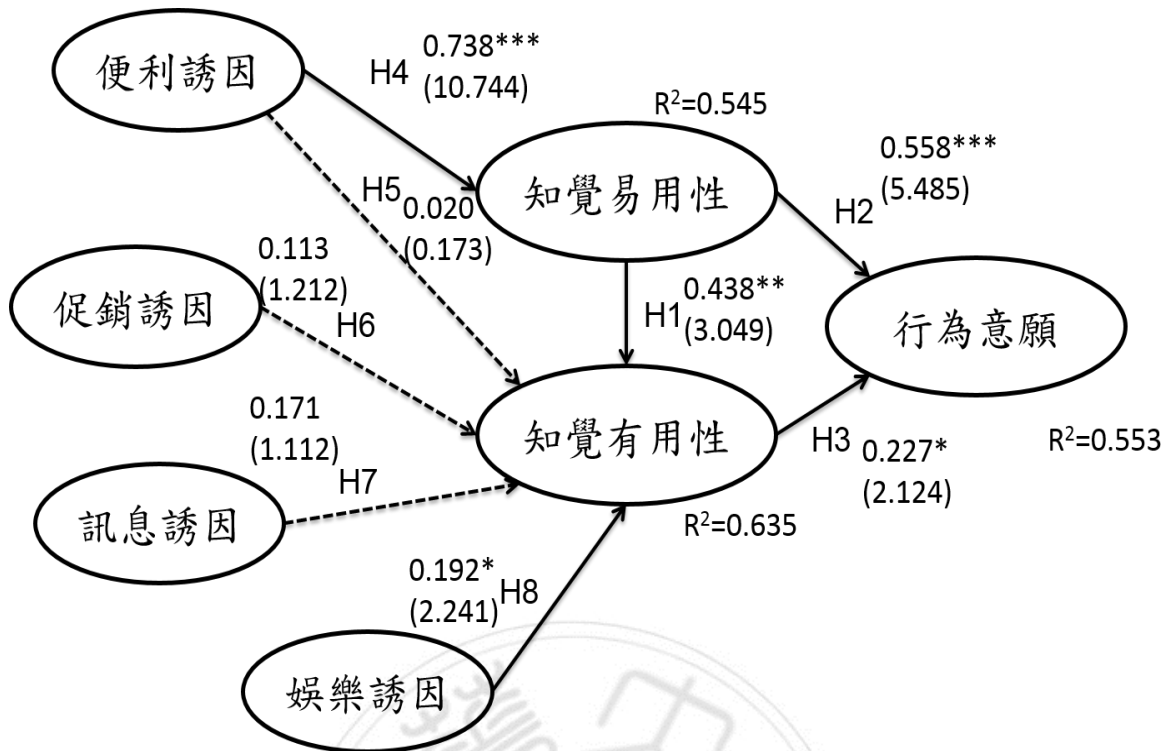 便利誘因
H4
0.738***
(10.744)
R²=0.545
知覺易用性
0.558***
(5.485)
H2
H5
0.020
(0.173)
0.113
(1.212)
H6
促銷誘因
H1
0.438**
(3.049)
行為意願
R²=0.553
0.171
(1.112)
H7
訊息誘因
知覺有用性
H3
0.227*
(2.124)
R²=0.635
0.192*
(2.241)
H8
娛樂誘因